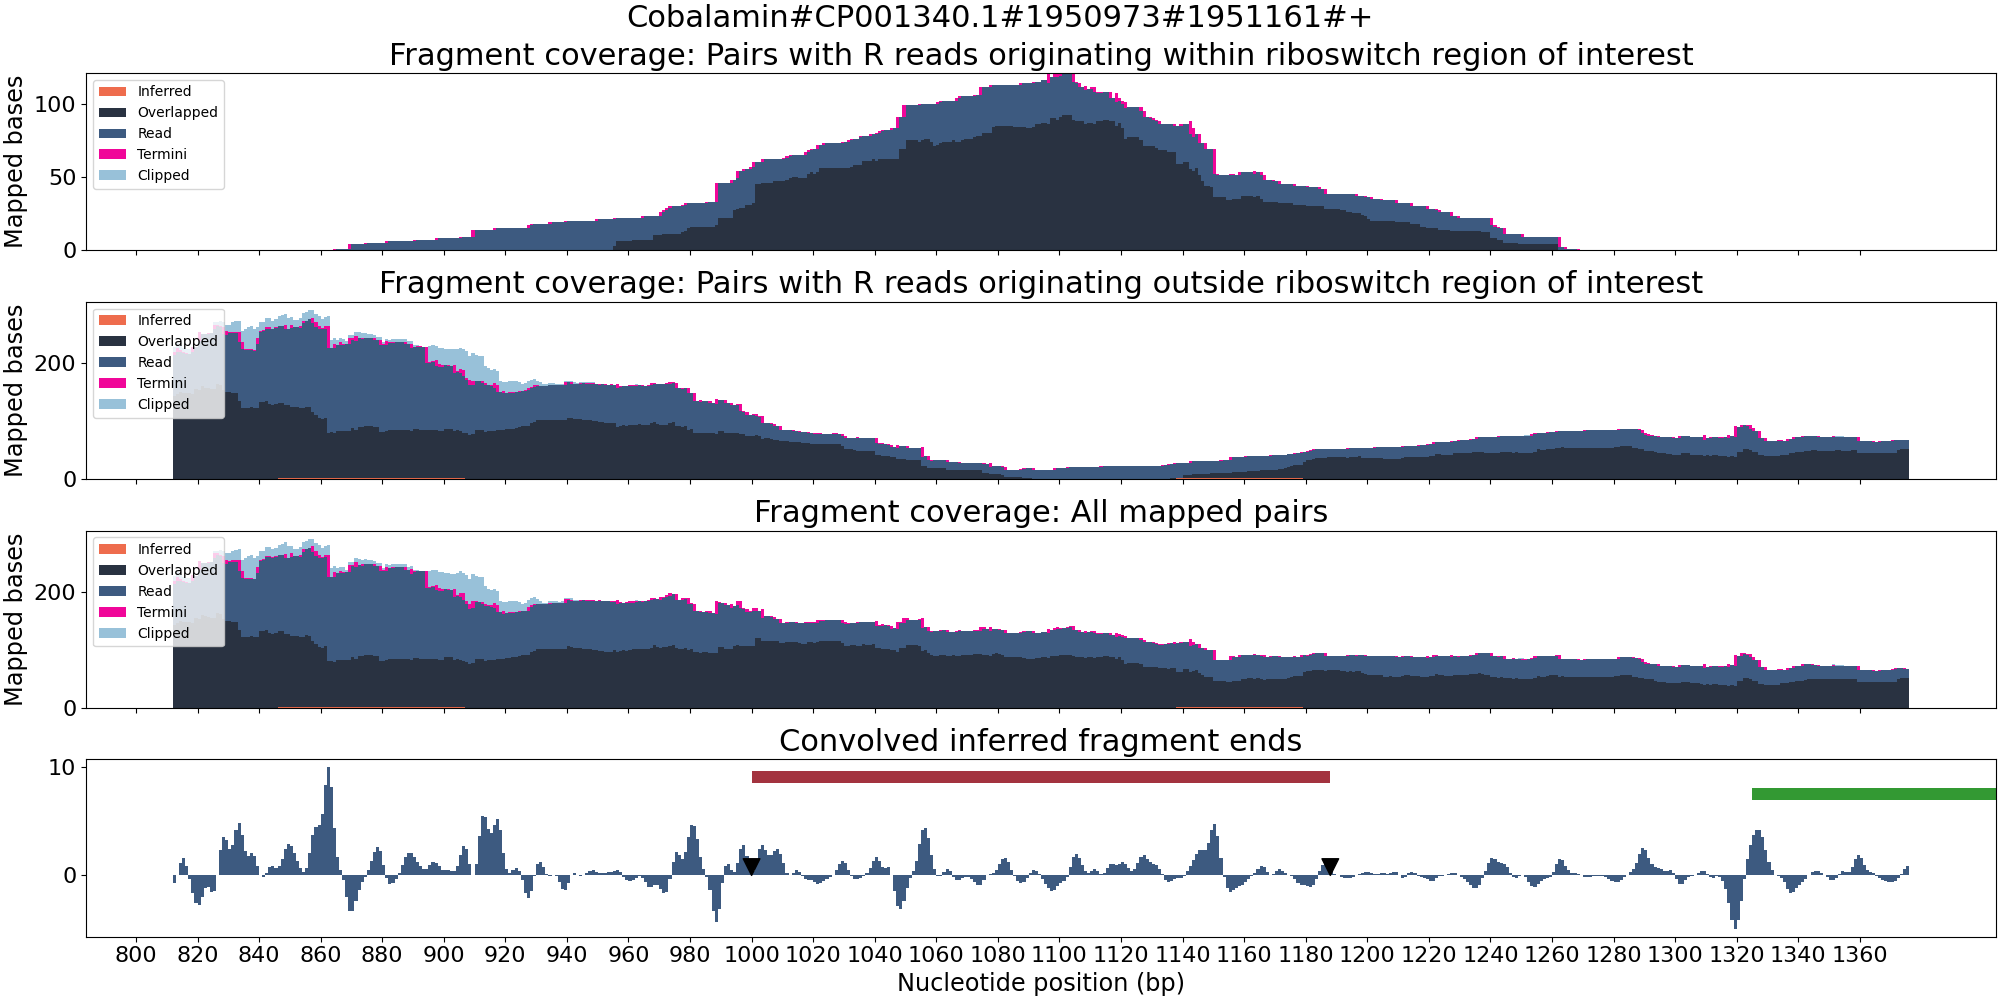 Cobalamin#CP001340.1#1950973#1951161#+
Fragment coverage: Pairs with R reads originating within riboswitch region of interest
Mapped bases
100
50
0
Inferred
Overlapped
Read
Termini
Clipped
Fragment coverage: Pairs with R reads originating outside riboswitch region of interest
Mapped bases
200
0
Inferred
Overlapped
Read
Termini
Clipped
Fragment coverage: All mapped pairs
Mapped bases
200
0
Inferred
Overlapped
Read
Termini
Clipped
Convolved inferred fragment ends
10
0
800 820 840 860 880 900 920 940 960 980 1000 1020 1040 1060 1080 1100 1120 1140 1160 1180 1200 1220 1240 1260 1280 1300 1320 1340 1360
Nucleotide position (bp)